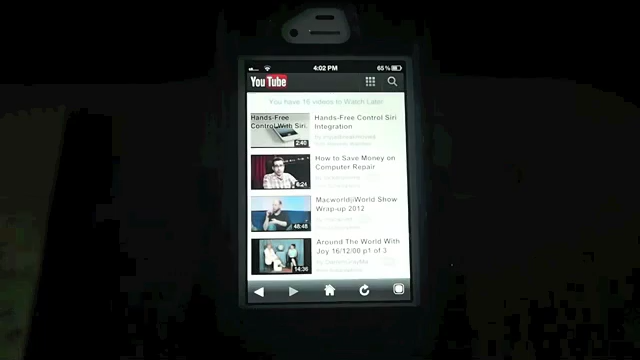 4:02 PM
65%
You Tube
You have 16 videos to Watch Later
Hands-Free
Control With Siri
2:40
Hands-Free Control Siri
Integration
6:24
How to Save Money on
Computer Repair
48:48
Macworld|iWorld Show
Wrap-up 2012
14:36
Around The World With
Joy 16/12/00 p1 of 3